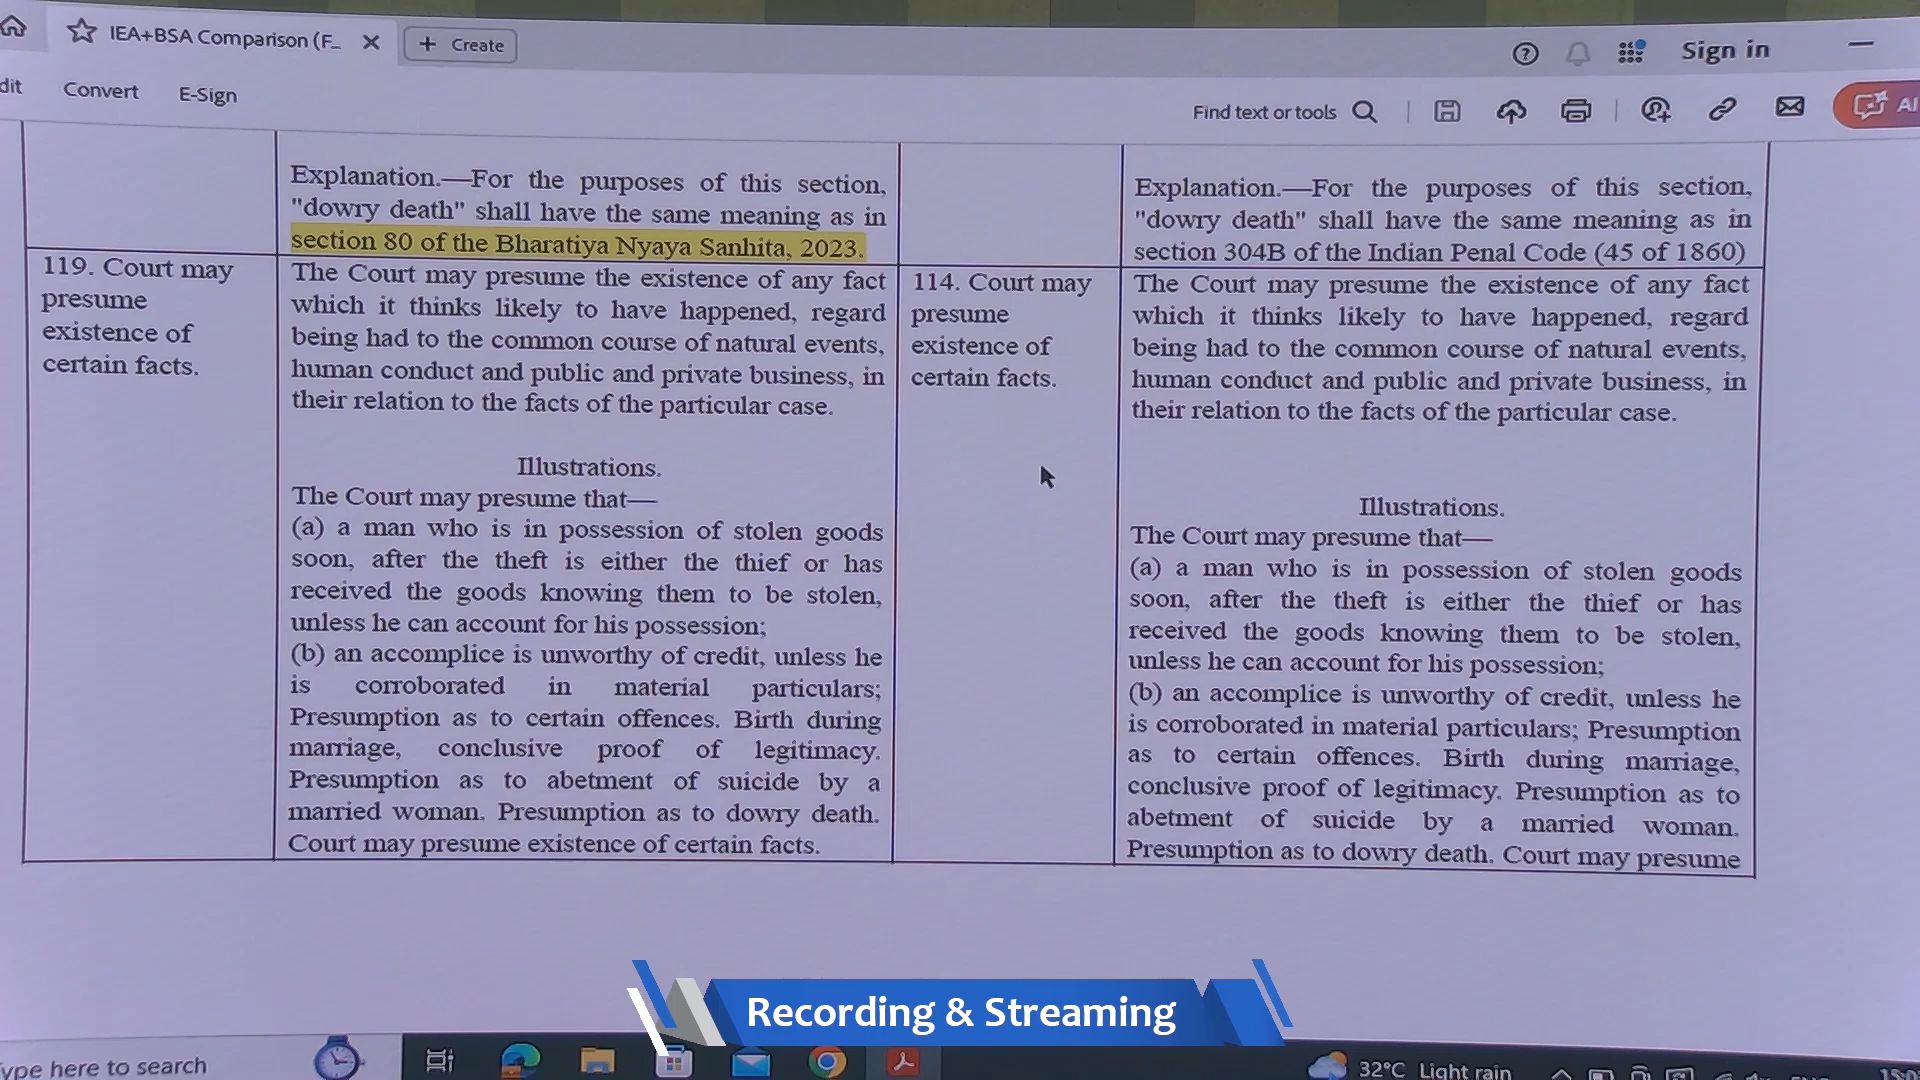 IEA+BSA Comparison (F_
+ Create
Sign in
Convert
E-Sign
Find text or tools
AI
Explanation.—For the purposes of this section,
"dowry death" shall have the same meaning as in
section 80 of the Bharatiya Nyaya Sanhita, 2023.
Explanation.—For the purposes of this section,
"dowry death" shall have the same meaning as in
section 304B of the Indian Penal Code (45 of 1860)
119. Court may
presume
existence of
certain facts.
The Court may presume the existence of any fact
which it thinks likely to have happened, regard
being had to the common course of natural events,
human conduct and public and private business, in
their relation to the facts of the particular case.
Illustrations.
The Court may presume that—
(a) a man who is in possession of stolen goods
soon, after the theft is either the thief or has
received the goods knowing them to be stolen,
unless he can account for his possession;
(b) an accomplice is unworthy of credit, unless he
is corroborated in material particulars;
Presumption as to certain offences. Birth during
marriage, conclusive proof of legitimacy.
Presumption as to abetment of suicide by a
married woman. Presumption as to dowry death.
Court may presume existence of certain facts.
114. Court may
presume
existence of
certain facts.
The Court may presume the existence of any fact
which it thinks likely to have happened, regard
being had to the common course of natural events,
human conduct and public and private business, in
their relation to the facts of the particular case.
Illustrations.
The Court may presume that—
(a) a man who is in possession of stolen goods
soon, after the theft is either the thief or has
received the goods knowing them to be stolen,
unless he can account for his possession;
(b) an accomplice is unworthy of credit, unless he
is corroborated in material particulars; Presumption
as to certain offences. Birth during marriage,
conclusive proof of legitimacy. Presumption as to
abetment of suicide by a married woman.
Presumption as to dowry death. Court may presume
Recording & Streaming
ype here to search
32°C Light rain